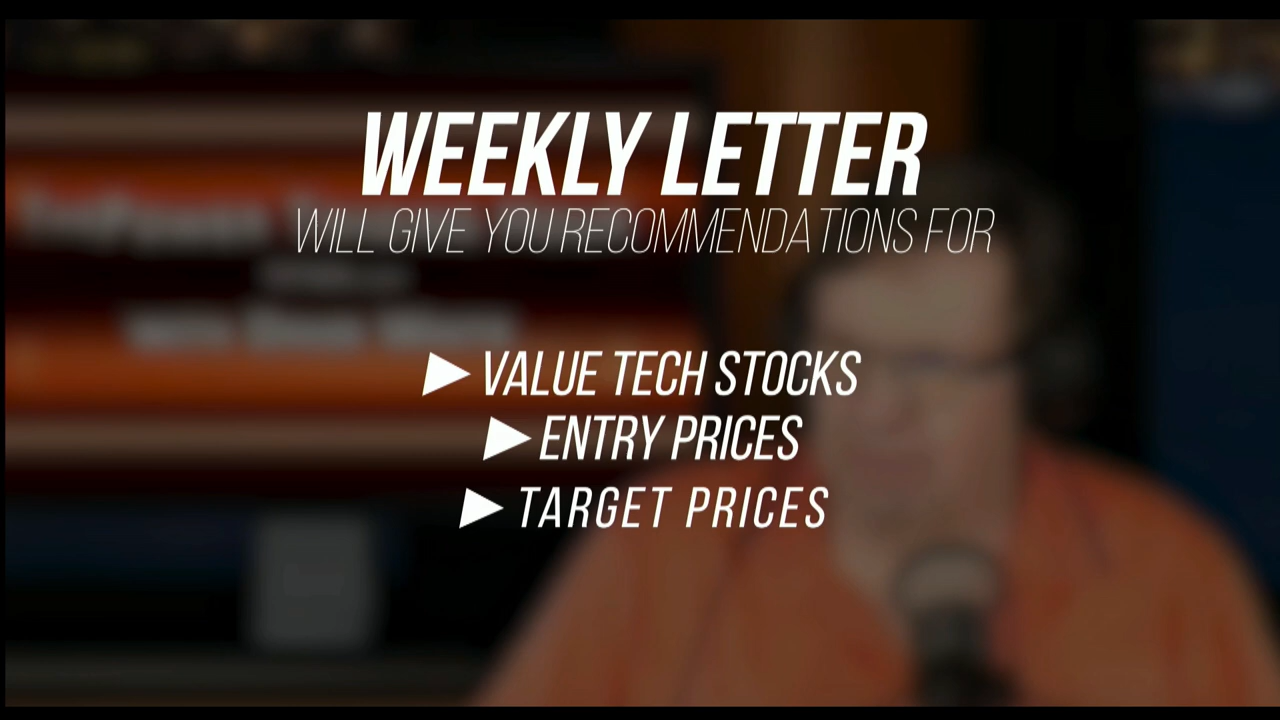 WEEKLY LETTER
WILL GIVE YOU RECOMMENDATIONS FOR
▶ VALUE TECH STOCKS
▶ ENTRY PRICES
▶ TARGET PRICES